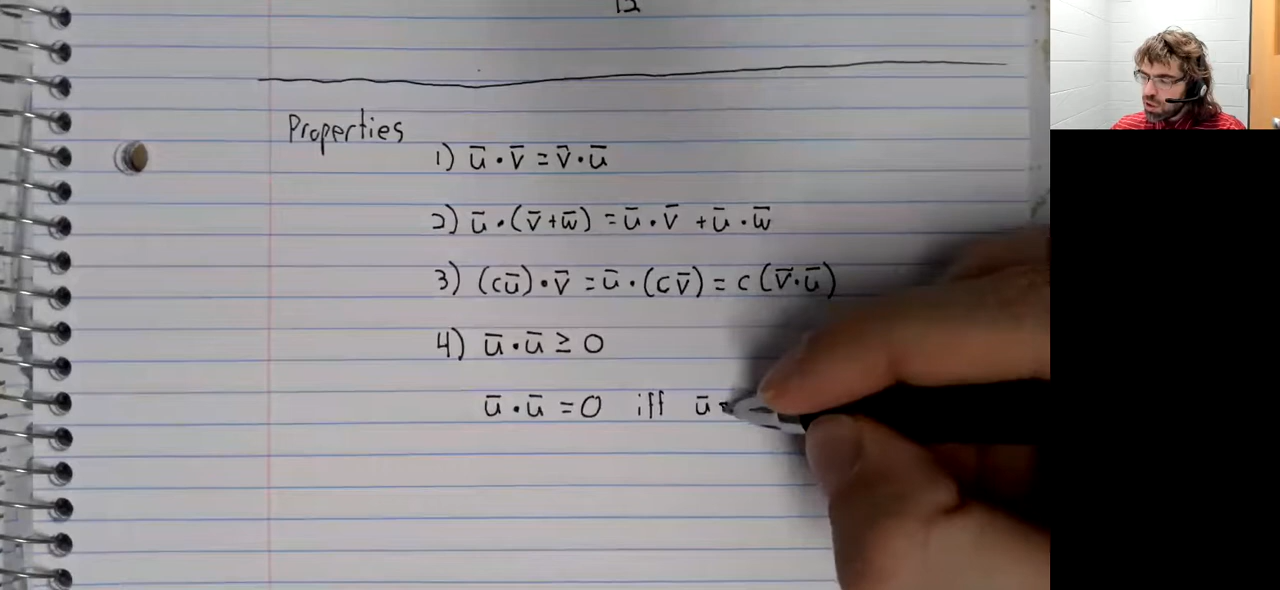 Properties
1) ū · v̄ = v̄ · ū
2) ū · (v̄ + w̄) = ū · v̄ + ū · w̄
3) (cū) · v̄ = ū · (cv̄) = c (v̄ · ū)
4) ū · ū ≥ 0
ū · ū = 0 iff ū